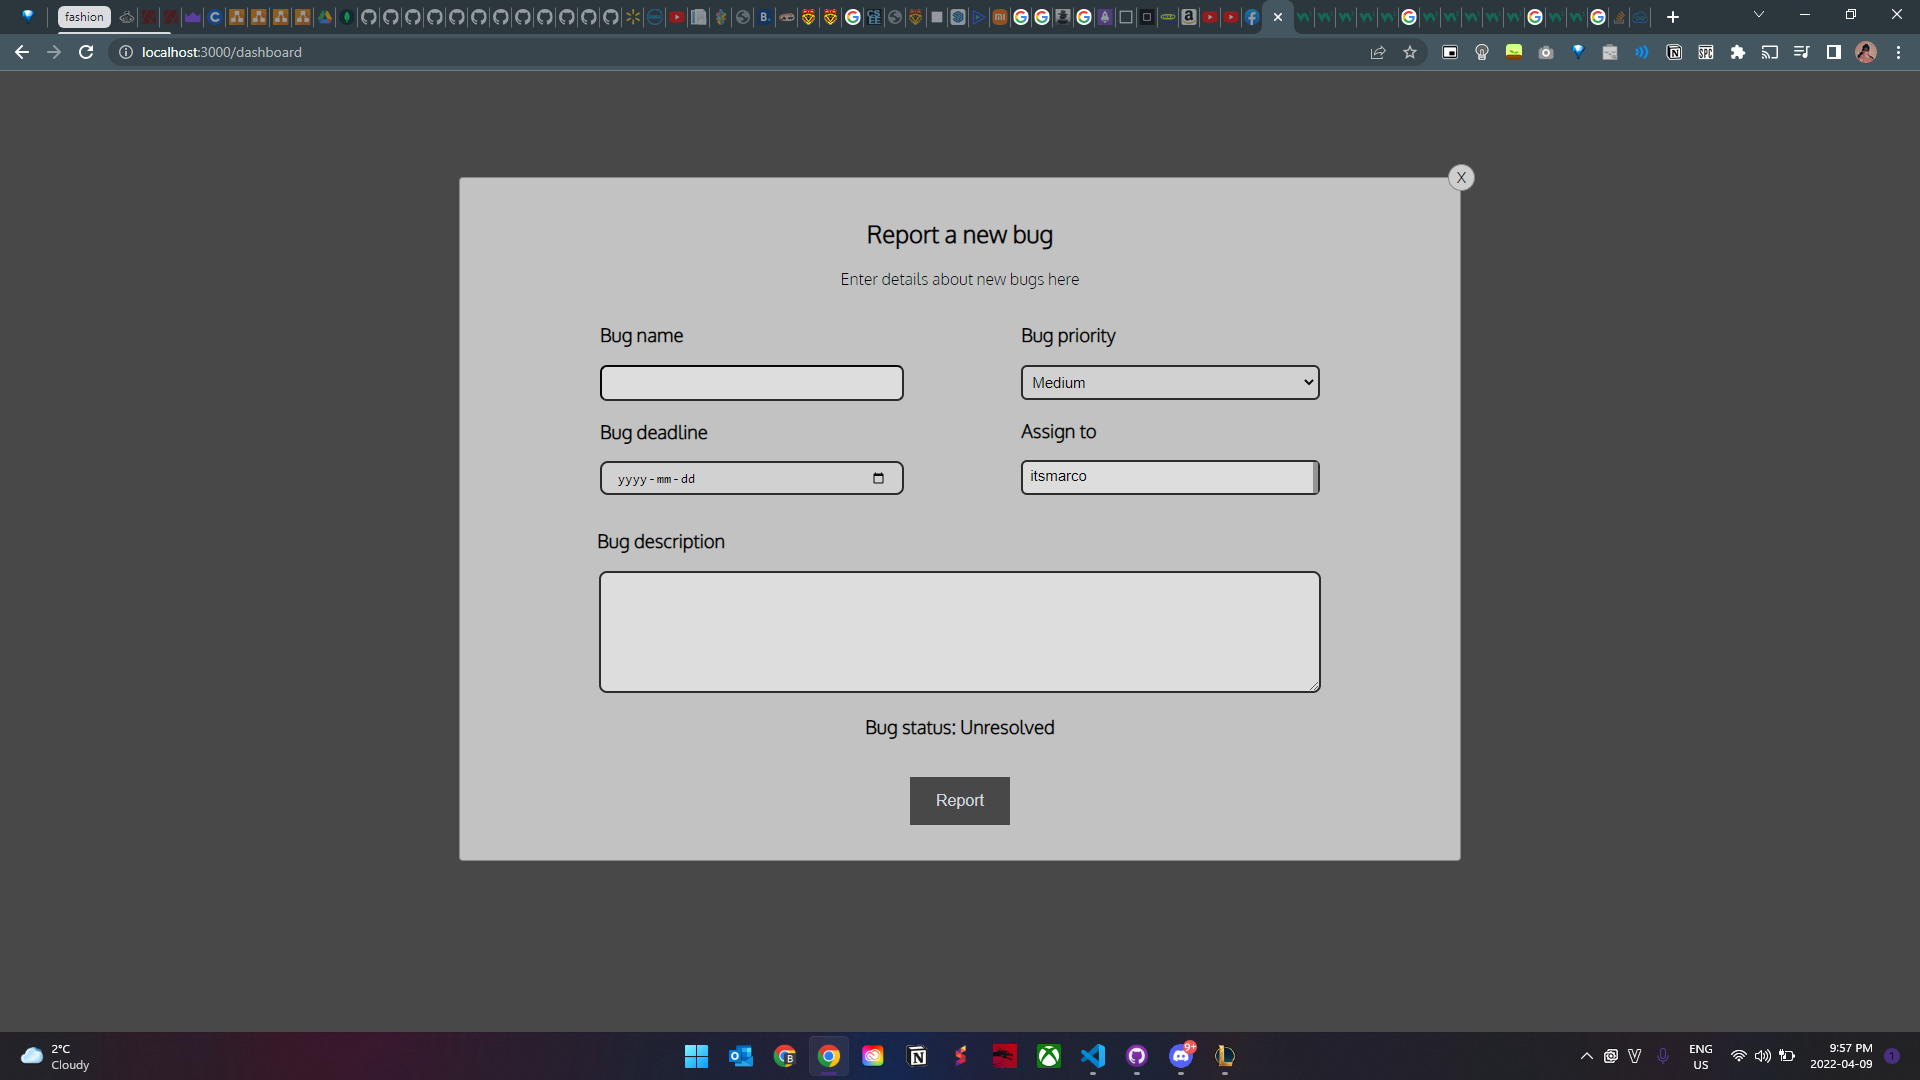 fashion
localhost:3000/dashboard
X
Report a new bug
Enter details about new bugs here
Bug name
Bug priority
Medium
Bug deadline
Assign to
yyyy-mm-dd
itsmarco
Bug description
Bug status: Unresolved
Report
2°C
Cloudy
9+
ENG
US
9:57 PM
2022-04-09
1